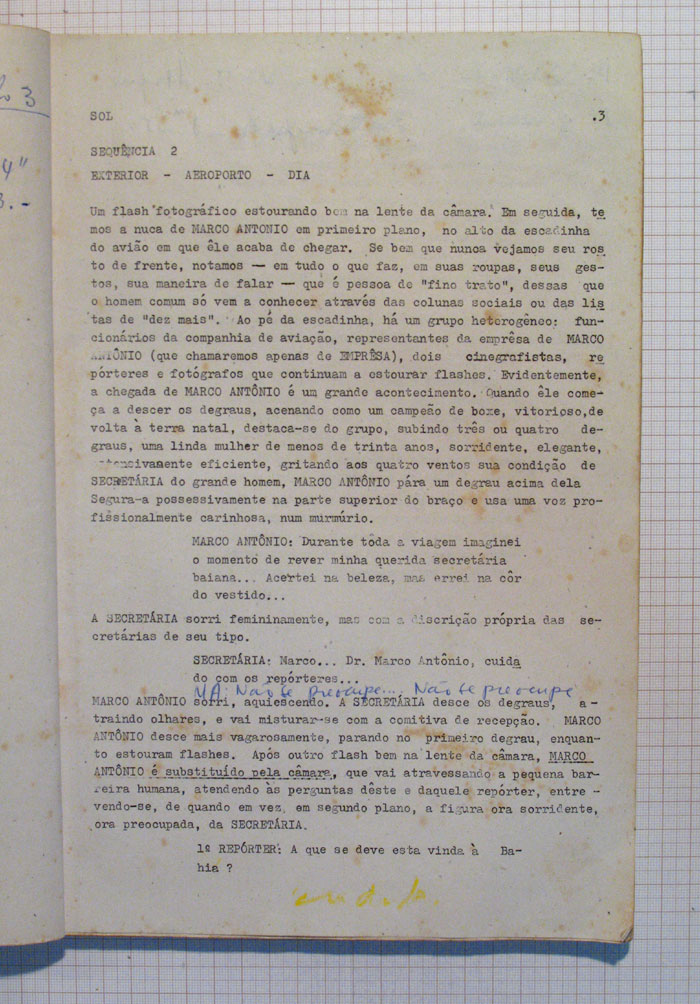 3
4"
3.-
SOL .3
SEQUÊNCIA 2
EXTERIOR - AEROPORTO - DIA
Um flash fotográfico estourando bem na lente da câmara. Em seguida, te
mos a nuca de MARCO ANTONIO em primeiro plano, no alto da escadinha
do avião em que êle acaba de chegar. Se bem que nunca vejamos seu ros
to de frente, notamos — em tudo o que faz, em suas roupas, seus ges-
tos, sua maneira de falar — que é pessoa de "fino trato", dessas que
o homem comum só vem a conhecer através das colunas sociais ou das lis
tas de "dez mais". Ao pé da escadinha, há um grupo heterogêneo: fun-
cionários da companhia de aviação, representantes da emprêsa de MARCO
ANTÔNIO (que chamaremos apenas de EMPRÊSA), dois cinegrafistas, re
pórteres e fotógrafos que continuam a estourar flashes. Evidentemente,
a chegada de MARCO ANTÔNIO é um grande acontecimento. Quando êle come-
ça a descer os degraus, acenando como um campeão de boxe, vitorioso,de
volta à terra natal, destaca-se do grupo, subindo três ou quatro de-
graus, uma linda mulher de menos de trinta anos, sorridente, elegante,
ostensivamente eficiente, gritando aos quatro ventos sua condição de
SECRETÁRIA do grande homem, MARCO ANTÔNIO pára um degrau acima dela
Segura-a possessivamente na parte superior do braço e usa uma voz pro-
fissionalmente carinhosa, num murmúrio.
MARCO ANTÔNIO: Durante tôda a viagem imaginei
o momento de rever minha querida secretária
baiana... Acertei na beleza, mas errei na côr
do vestido...
A SECRETÁRIA sorri femininamente, mas com a discrição própria das se-
cretárias de seu tipo.
SECRETÁRIA: Marco... Dr. Marco Antônio, cuida
do com os repórteres...
MA: Não se preocupe... Não se preocupe
MARCO ANTÔNIO sorri, aquiescendo. A SECRETÁRIA desce os degraus, a-
traindo olhares, e vai misturar-se com a comitiva de recepção. MARCO
ANTÔNIO desce mais vagarosamente, parando no primeiro degrau, enquan-
to estouram flashes. Após outro flash bem na lente da câmara, MARCO
ANTÔNIO é substituído pela câmara, que vai atravessando a pequena bar-
reira humana, atendendo às perguntas dêste e daquele repórter, entre -
vendo-se, de quando em vez, em segundo plano, a figura ora sorridente,
ora preocupada, da SECRETÁRIA.
1º REPÓRTER: A que se deve esta vinda à Ba-
hia ?